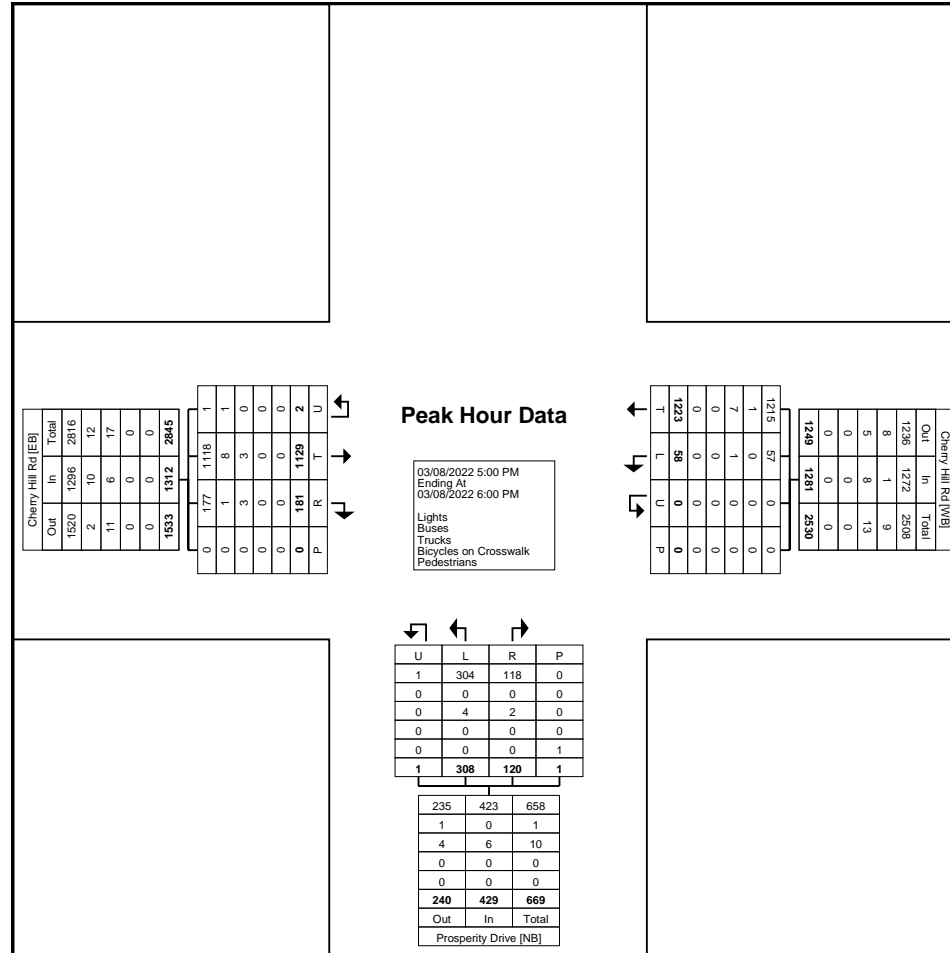 Peak Hour Data
03/08/2022 5:00 PM
Ending At
03/08/2022 6:00 PM
Lights
Buses
Trucks
Bicycles on Crosswalk
Pedestrians
Cherry Hill Rd [EB]
Total 2816 12 17 0 0 2845
In 1296 10 6 0 0 1312
Out 1520 2 11 0 0 1533
1 1 0 0 0 2 U
1118 8 3 0 0 1129 T
177 1 3 0 0 181 R
0 0 0 0 0 0 P
T 1223 0 0 7 1 1215
L 58 0 0 1 0 57
U 0 0 0 0 0 0
P 0 0 0 0 0 0
1249 0 0 5 8 1236 Out
1281 0 0 8 1 1272 In
2530 0 0 13 9 2508 Total
Cherry Hill Rd [WB]
U L R P
1 304 118 0
0 0 0 0
0 4 2 0
0 0 0 0
0 0 0 1
1 308 120 1
235 423 658
1 0 1
4 6 10
0 0 0
0 0 0
240 429 669
Out In Total
Prosperity Drive [NB]